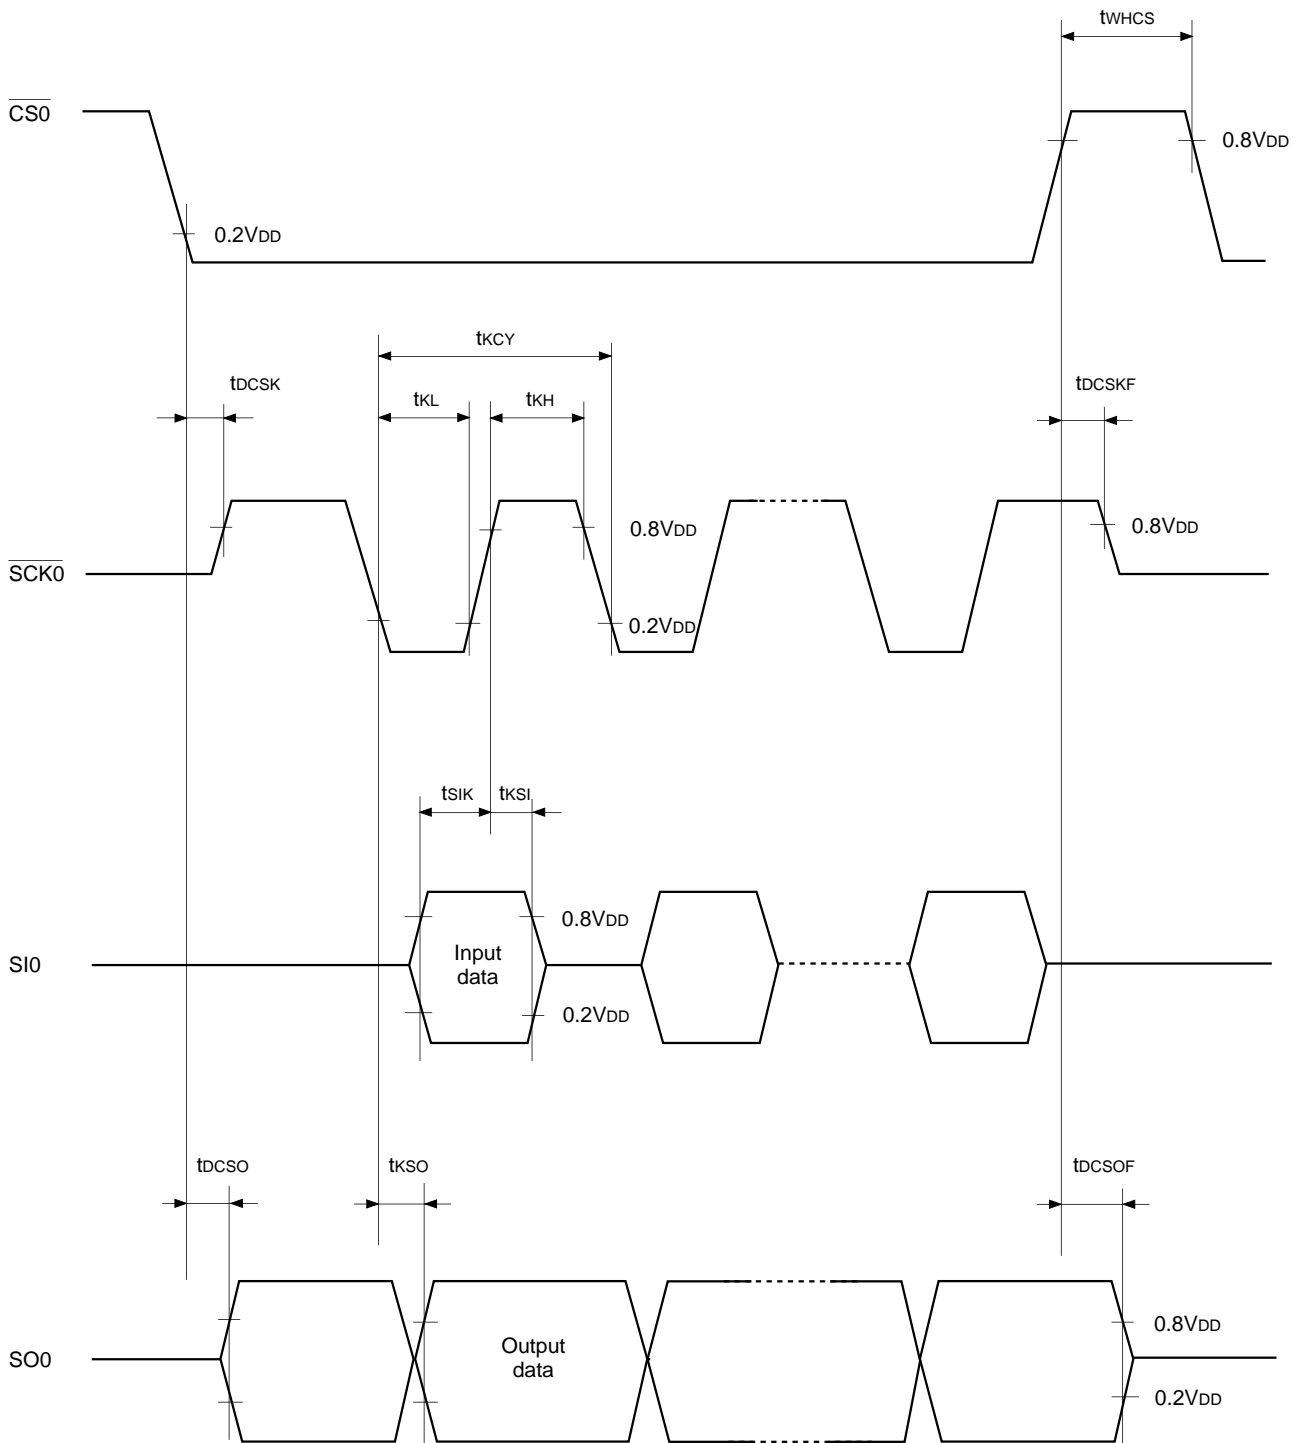 tWHCS
CS0
0.8VDD
0.2VDD
tKCY
tDCSK
tKL
tKH
tDCSKF
0.8VDD
0.8VDD
SCK0
0.2VDD
tSIK
tKSI
0.8VDD
Input
data
SI0
0.2VDD
tDCSO
tKSO
tDCSOF
0.8VDD
Output
data
SO0
0.2VDD